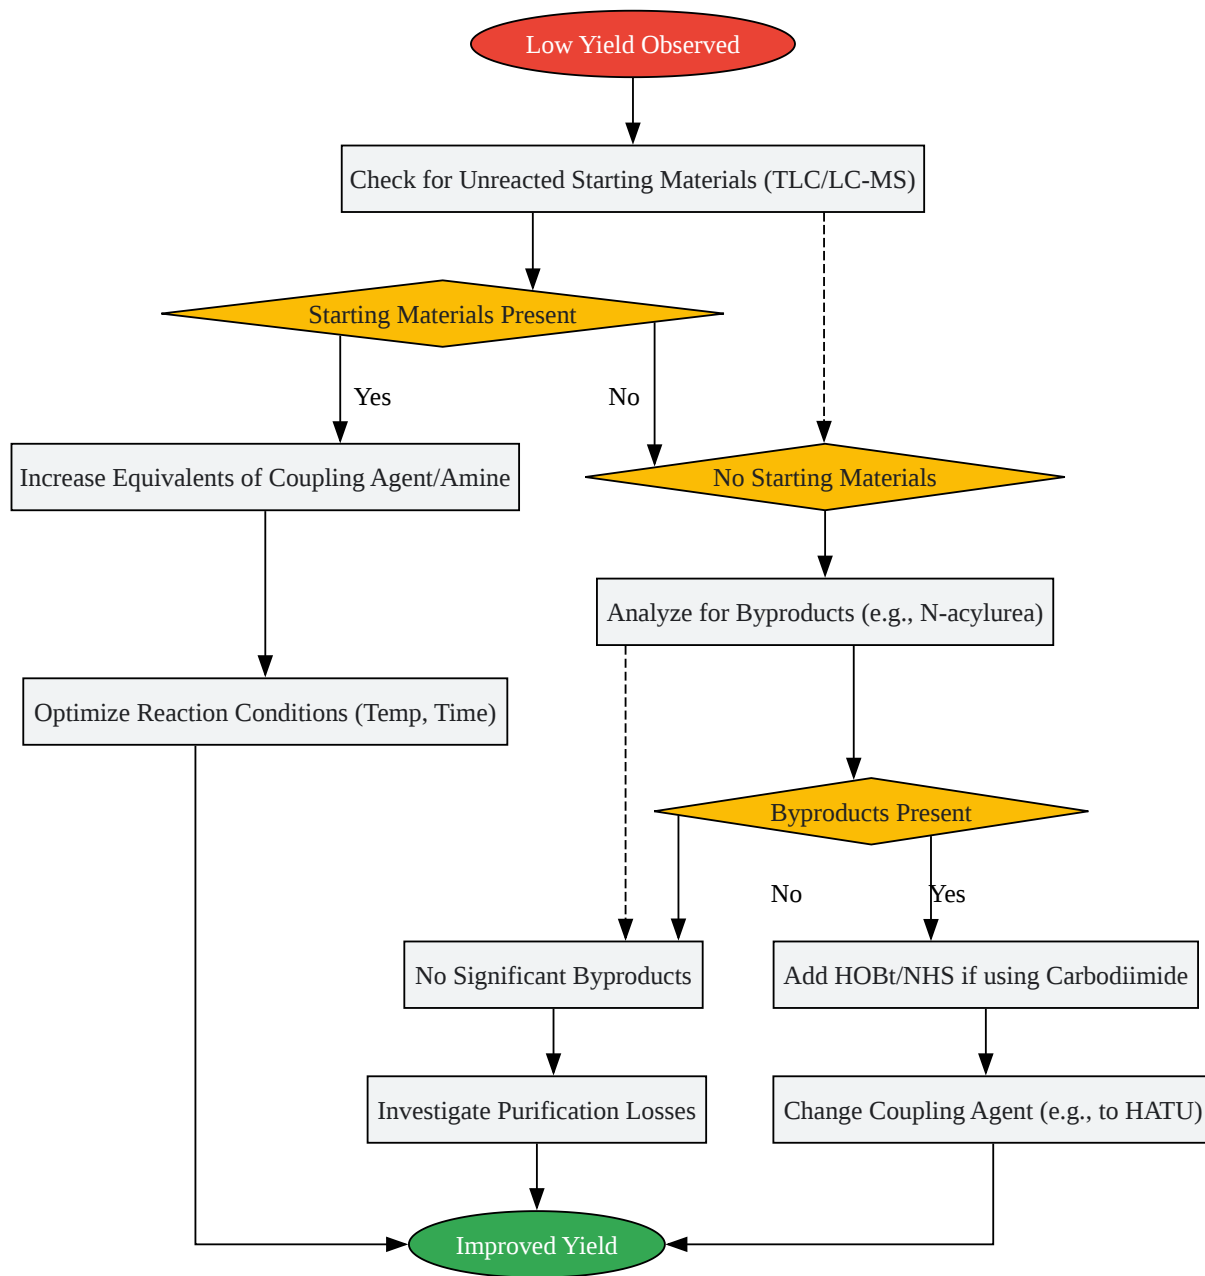 Low Yield Observed
Check for Unreacted Starting Materials (TLC/LC-MS)
Starting Materials Present
Yes
No
Increase Equivalents of Coupling Agent/Amine
No Starting Materials
Analyze for Byproducts (e.g., N-acylurea)
Optimize Reaction Conditions (Temp, Time)
Byproducts Present
No
Yes
No Significant Byproducts
Add HOBt/NHS if using Carbodiimide
Investigate Purification Losses
Change Coupling Agent (e.g., to HATU)
Improved Yield